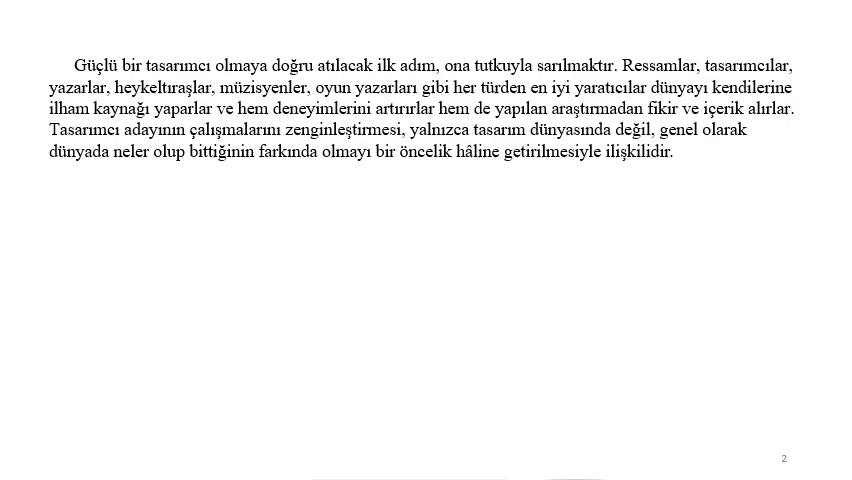 Güçlü bir tasarımcı olmaya doğru atılacak ilk adım, ona tutkuyla sarılmaktır. Ressamlar, tasarımcılar,
yazarlar, heykeltıraşlar, müzisyenler, oyun yazarları gibi her türden en iyi yaratıcılar dünyayı kendilerine
ilham kaynağı yaparlar ve hem deneyimlerini artırırlar hem de yapılan araştırmadan fikir ve içerik alırlar.
Tasarımcı adayının çalışmalarını zenginleştirmesi, yalnızca tasarım dünyasında değil, genel olarak
dünyada neler olup bittiğinin farkında olmayı bir öncelik hâline getirilmesiyle ilişkilidir.
2